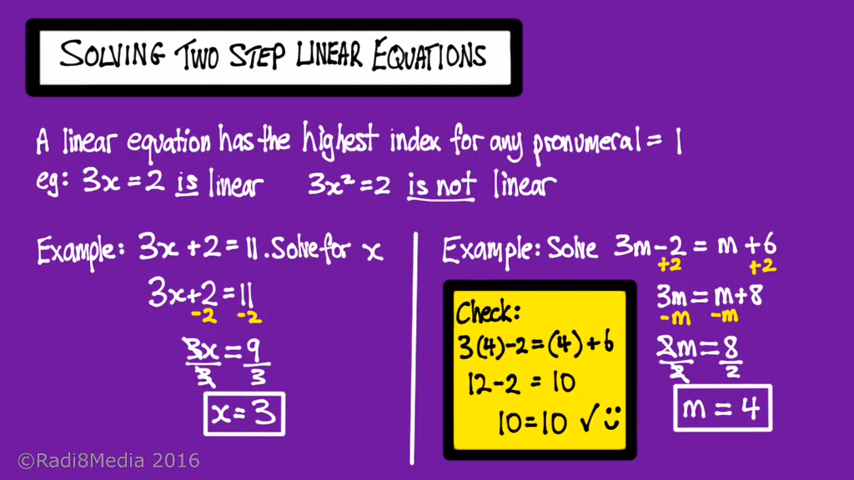 SOLVING TWO STEP LINEAR EQUATIONS
A linear equation has the highest index for any pronumeral = 1
eg: 3x = 2 is linear 3x² = 2 is not linear
Example: 3x + 2 = 11. Solve for x
3x + 2 = 11
-2 -2
3x = 9
3 3
x = 3
Example: Solve 3m - 2 = m + 6
+2 +2
3m = m + 8
-m -m
2m = 8
2 2
m = 4
Check:
3(4) - 2 = (4) + 6
12 - 2 = 10
10 = 10 ✓
©Radi8Media 2016